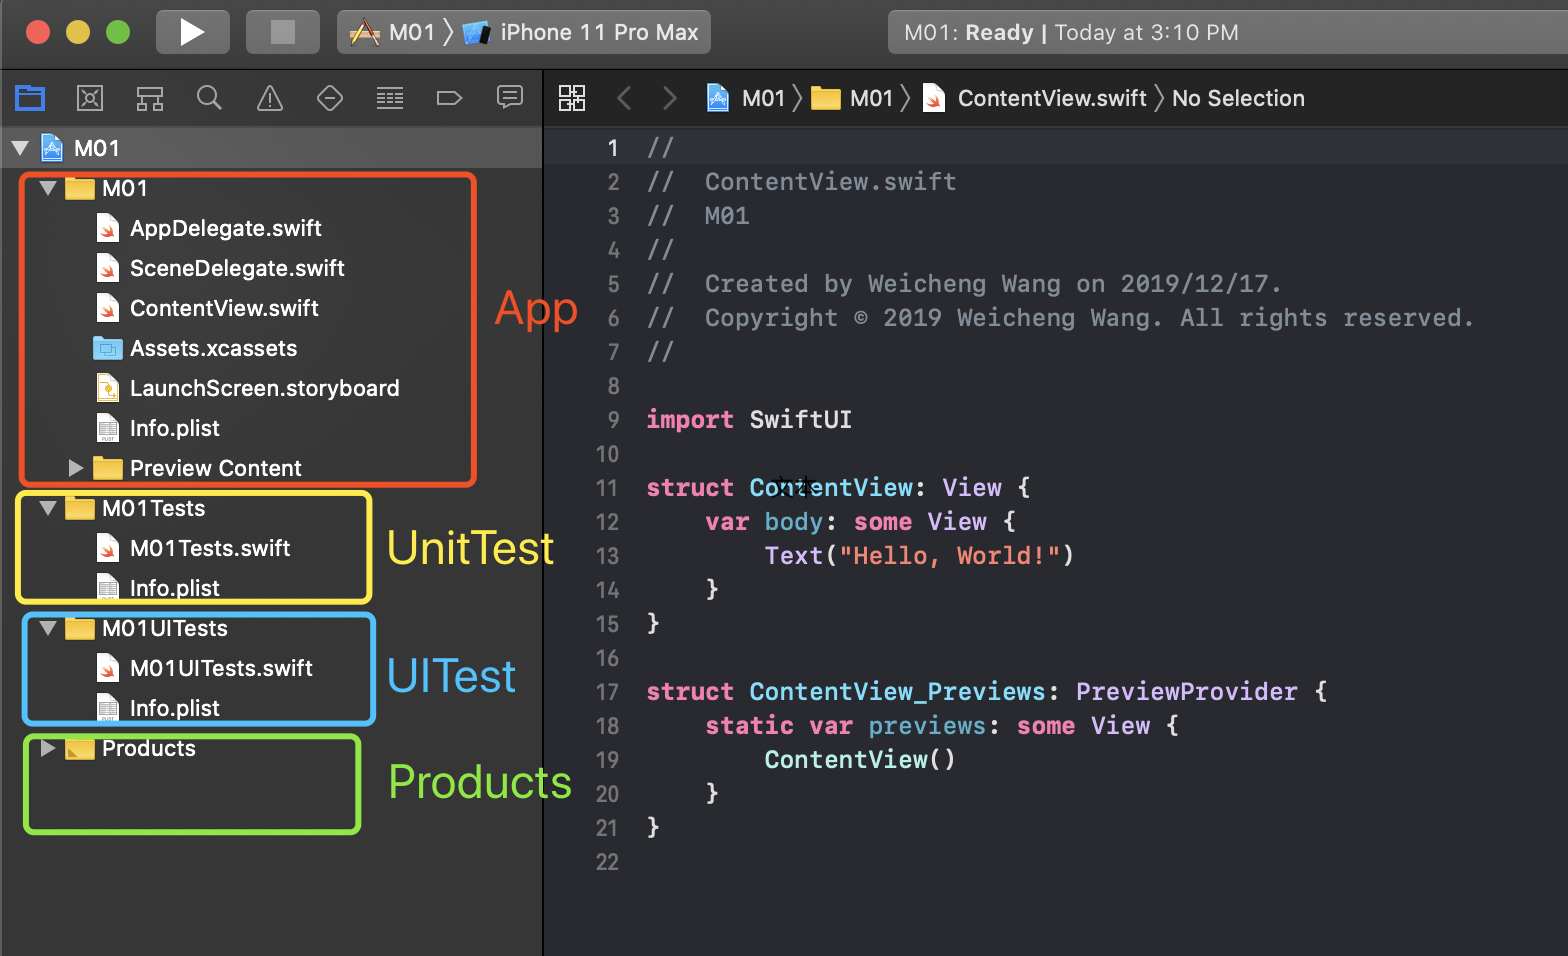 M01 〉 iPhone 11 Pro Max
M01: Ready | Today at 3:10 PM
M01 〉 M01 〉 ContentView.swift 〉 No Selection
M01
M01
AppDelegate.swift
SceneDelegate.swift
ContentView.swift
Assets.xcassets
LaunchScreen.storyboard
Info.plist
Preview Content
App
M01Tests
M01Tests.swift
Info.plist
UnitTest
M01UITests
M01UITests.swift
Info.plist
UITest
Products
Products
1 //
2 //  ContentView.swift
3 //  M01
4 //
5 //  Created by Weicheng Wang on 2019/12/17.
6 //  Copyright © 2019 Weicheng Wang. All rights reserved.
7 //
8
9 import SwiftUI
10
11 struct ContentView: View {
文本
12     var body: some View {
13         Text("Hello, World!")
14     }
15 }
16
17 struct ContentView_Previews: PreviewProvider {
18     static var previews: some View {
19         ContentView()
20     }
21 }
22